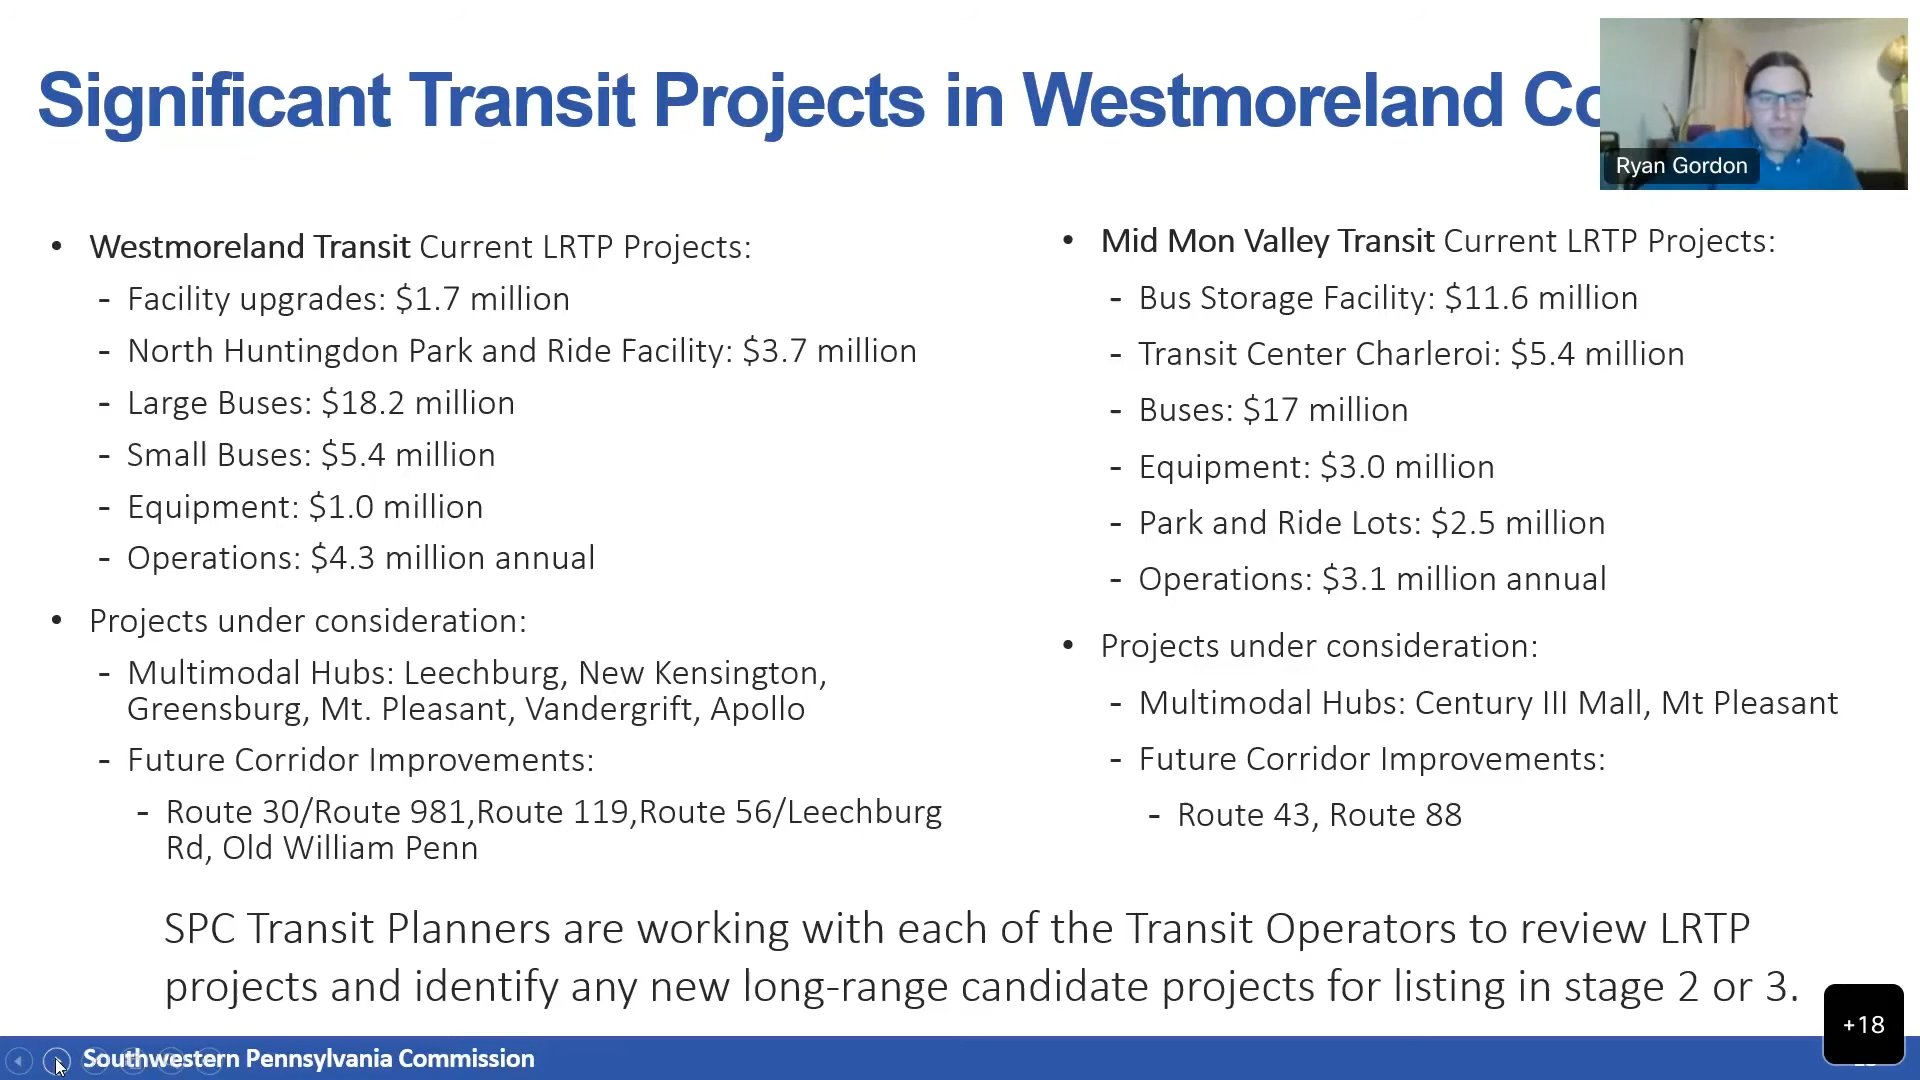 Significant Transit Projects in Westmoreland Co
Ryan Gordon
• Westmoreland Transit Current LRTP Projects:
- Facility upgrades: $1.7 million
- North Huntingdon Park and Ride Facility: $3.7 million
- Large Buses: $18.2 million
- Small Buses: $5.4 million
- Equipment: $1.0 million
- Operations: $4.3 million annual
• Projects under consideration:
- Multimodal Hubs: Leechburg, New Kensington,
Greensburg, Mt. Pleasant, Vandergrift, Apollo
- Future Corridor Improvements:
- Route 30/Route 981,Route 119,Route 56/Leechburg
Rd, Old William Penn
• Mid Mon Valley Transit Current LRTP Projects:
- Bus Storage Facility: $11.6 million
- Transit Center Charleroi: $5.4 million
- Buses: $17 million
- Equipment: $3.0 million
- Park and Ride Lots: $2.5 million
- Operations: $3.1 million annual
• Projects under consideration:
- Multimodal Hubs: Century III Mall, Mt Pleasant
- Future Corridor Improvements:
- Route 43, Route 88
SPC Transit Planners are working with each of the Transit Operators to review LRTP
projects and identify any new long-range candidate projects for listing in stage 2 or 3.
+18
Southwestern Pennsylvania Commission